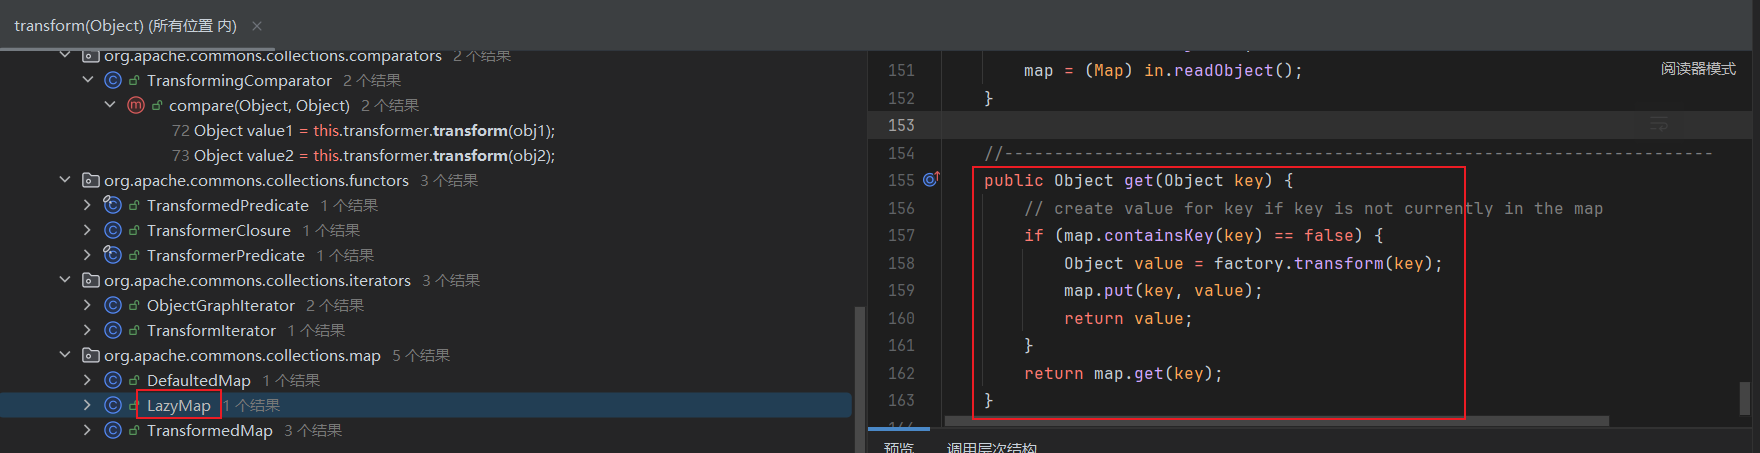 transform(Object) (所有位置 内)
org.apache.commons.collections.comparators 2 个结果
TransformingComparator 2 个结果
compare(Object, Object) 2 个结果
72 Object value1 = this.transformer.transform(obj1);
73 Object value2 = this.transformer.transform(obj2);
org.apache.commons.collections.functors 3 个结果
TransformedPredicate 1 个结果
TransformerClosure 1 个结果
TransformerPredicate 1 个结果
org.apache.commons.collections.iterators 3 个结果
ObjectGraphIterator 2 个结果
TransformIterator 1 个结果
org.apache.commons.collections.map 5 个结果
DefaultedMap 1 个结果
LazyMap 1 个结果
TransformedMap 3 个结果
阅读器模式
151 map = (Map) in.readObject();
152 }
153
154 //-----------------------------------------------------------------------
155 public Object get(Object key) {
156 // create value for key if key is not currently in the map
157 if (map.containsKey(key) == false) {
158 Object value = factory.transform(key);
159 map.put(key, value);
160 return value;
161 }
162 return map.get(key);
163 }
预览 调用层次结构